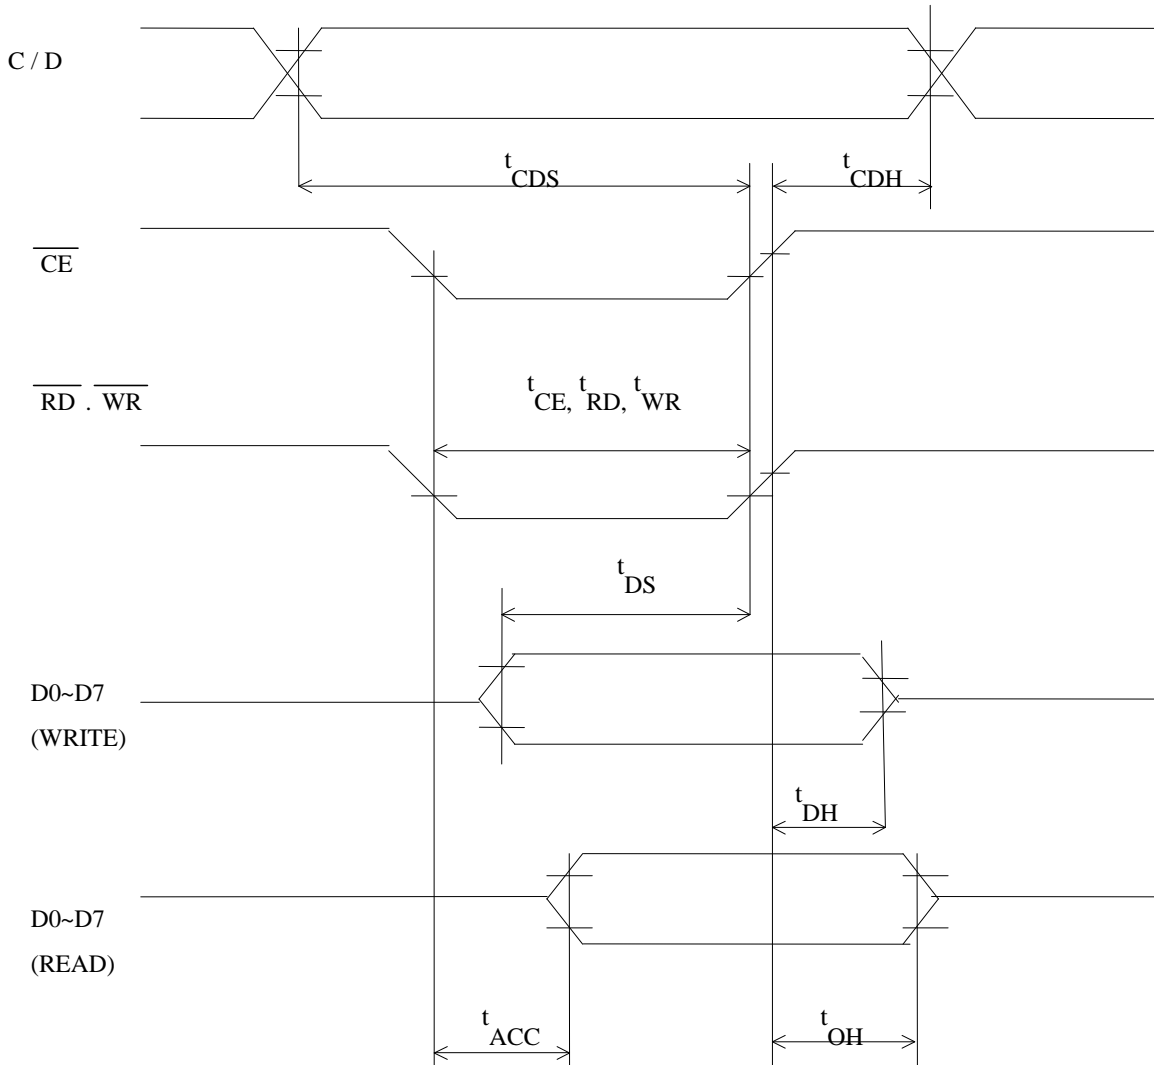 C / D
t CDS
t CDH
CE
RD . WR
t CE, t RD, t WR
t DS
D0~D7
(WRITE)
t DH
D0~D7
(READ)
t ACC
t OH